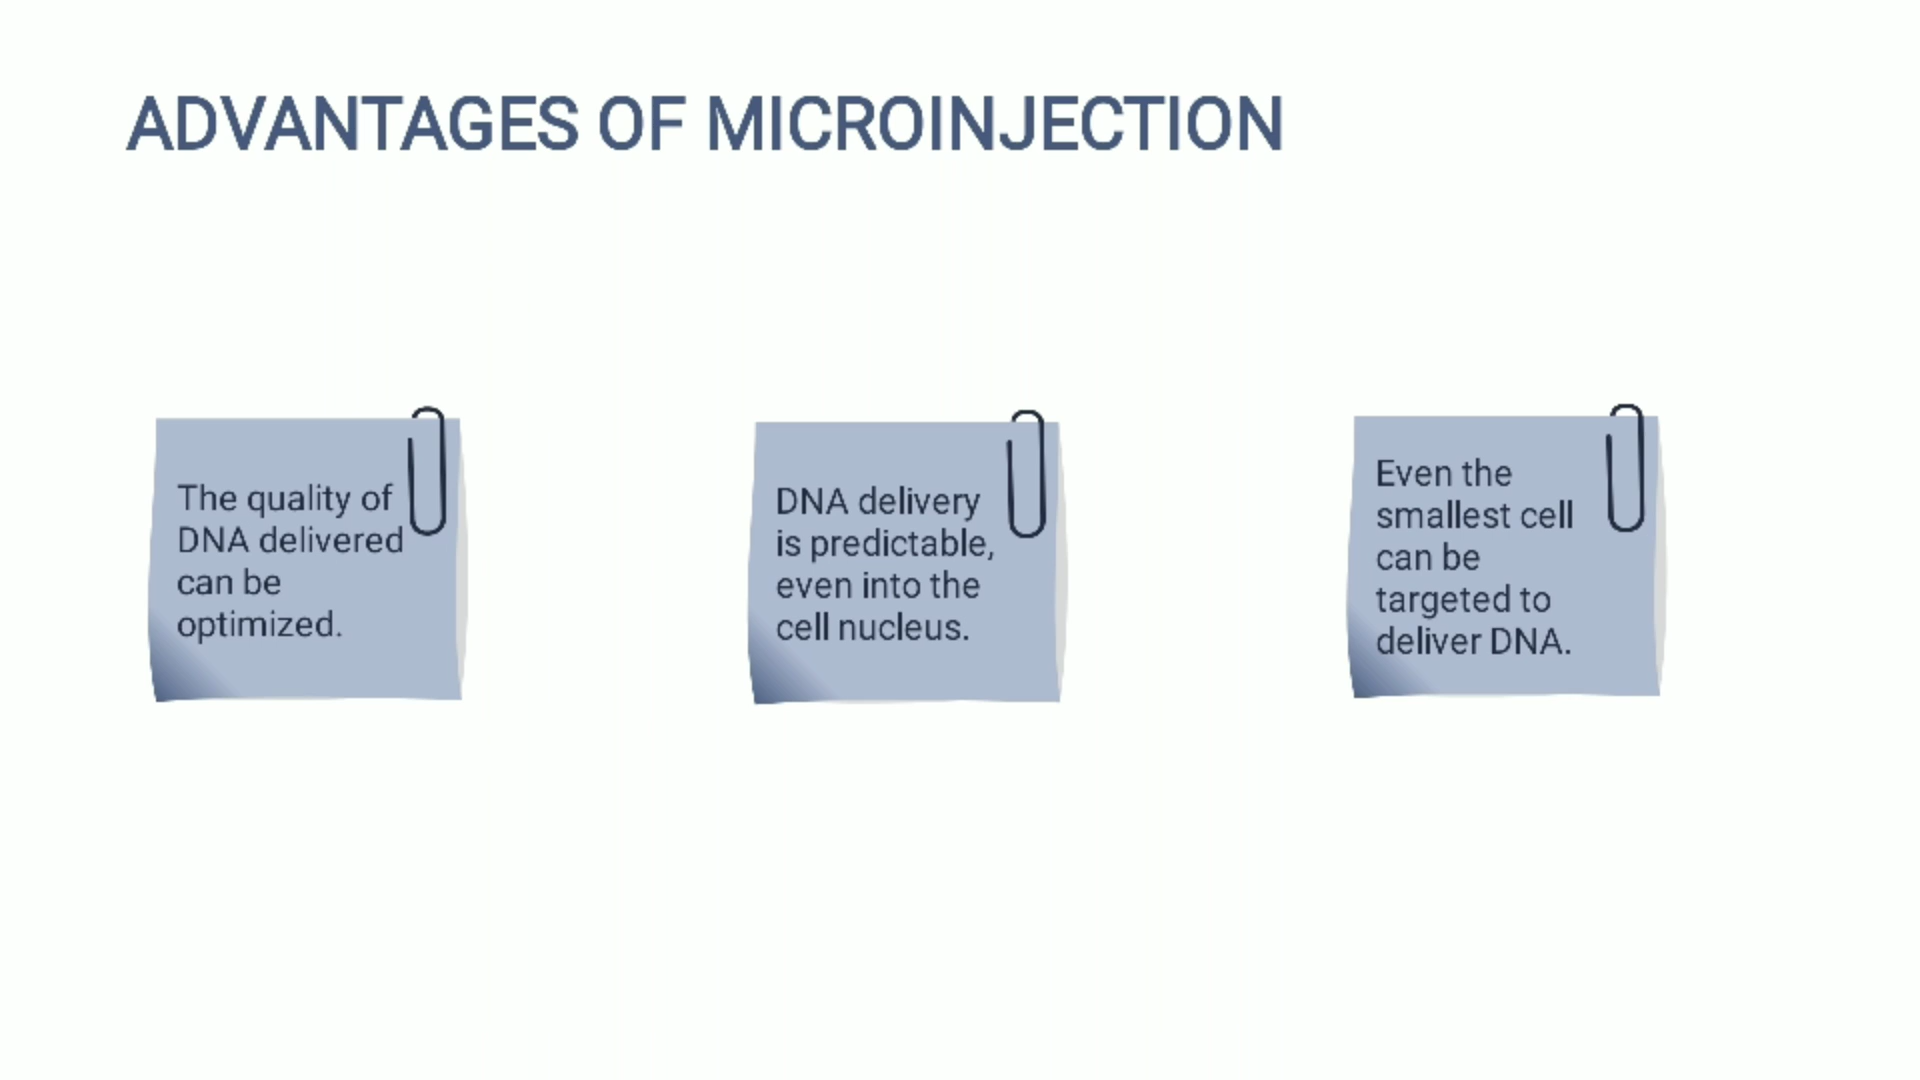 ADVANTAGES OF MICROINJECTION
The quality of
DNA delivered
can be
optimized.
DNA delivery
is predictable,
even into the
cell nucleus.
Even the
smallest cell
can be
targeted to
deliver DNA.